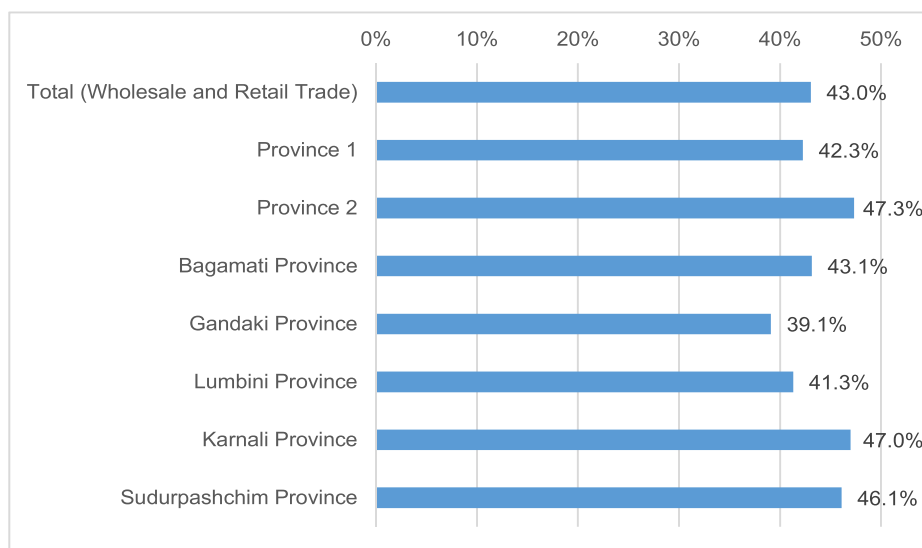 0% 10% 20% 30% 40% 50%
Total (Wholesale and Retail Trade) 43.0%
Province 1 42.3%
Province 2 47.3%
Bagamati Province 43.1%
Gandaki Province 39.1%
Lumbini Province 41.3%
Karnali Province 47.0%
Sudurpashchim Province 46.1%